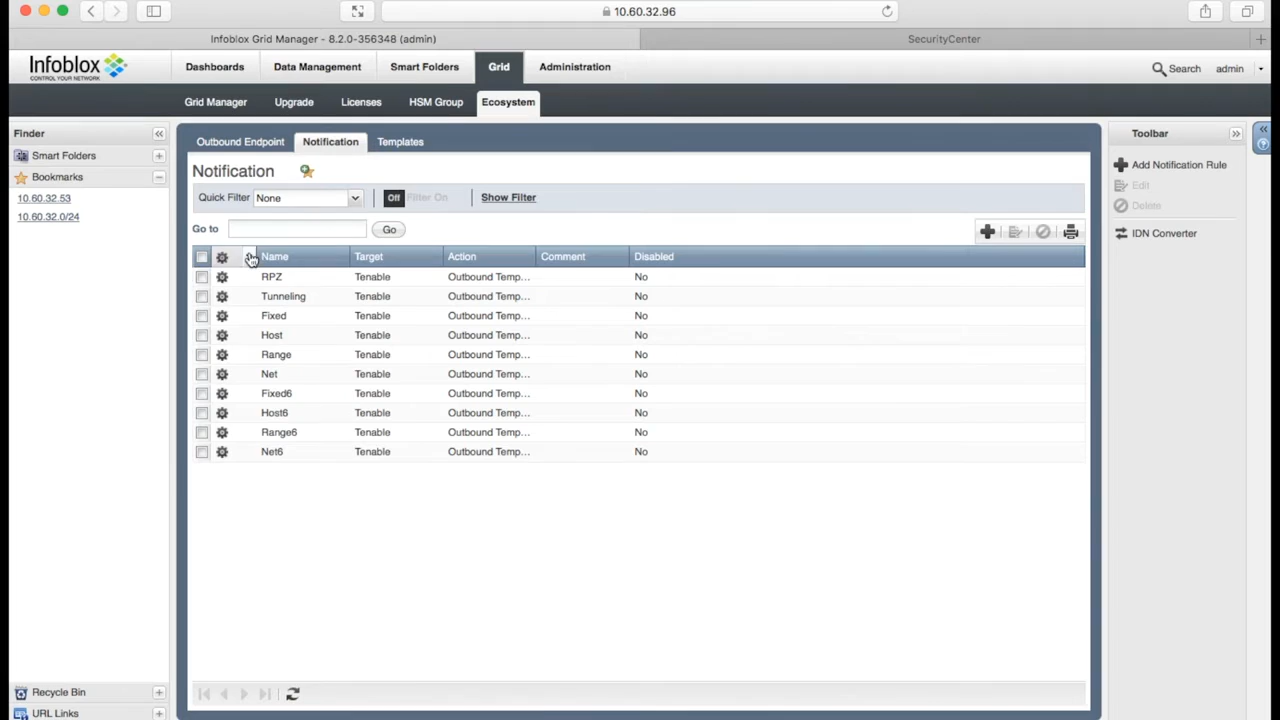 10.60.32.96
Infoblox Grid Manager - 8.2.0-356348 (admin)
SecurityCenter
Infoblox
CONTROL YOUR NETWORK
Dashboards
Data Management
Smart Folders
Grid
Administration
Search
admin
Grid Manager
Upgrade
Licenses
HSM Group
Ecosystem
Finder
Smart Folders
Bookmarks
10.60.32.53
10.60.32.0/24
Recycle Bin
URL Links
Outbound Endpoint
Notification
Templates
Notification
Quick Filter None Off Filter On Show Filter
Go to Go
Name Target Action Comment Disabled
RPZ Tenable Outbound Temp... No
Tunneling Tenable Outbound Temp... No
Fixed Tenable Outbound Temp... No
Host Tenable Outbound Temp... No
Range Tenable Outbound Temp... No
Net Tenable Outbound Temp... No
Fixed6 Tenable Outbound Temp... No
Host6 Tenable Outbound Temp... No
Range6 Tenable Outbound Temp... No
Net6 Tenable Outbound Temp... No
Toolbar
Add Notification Rule
Edit
Delete
IDN Converter